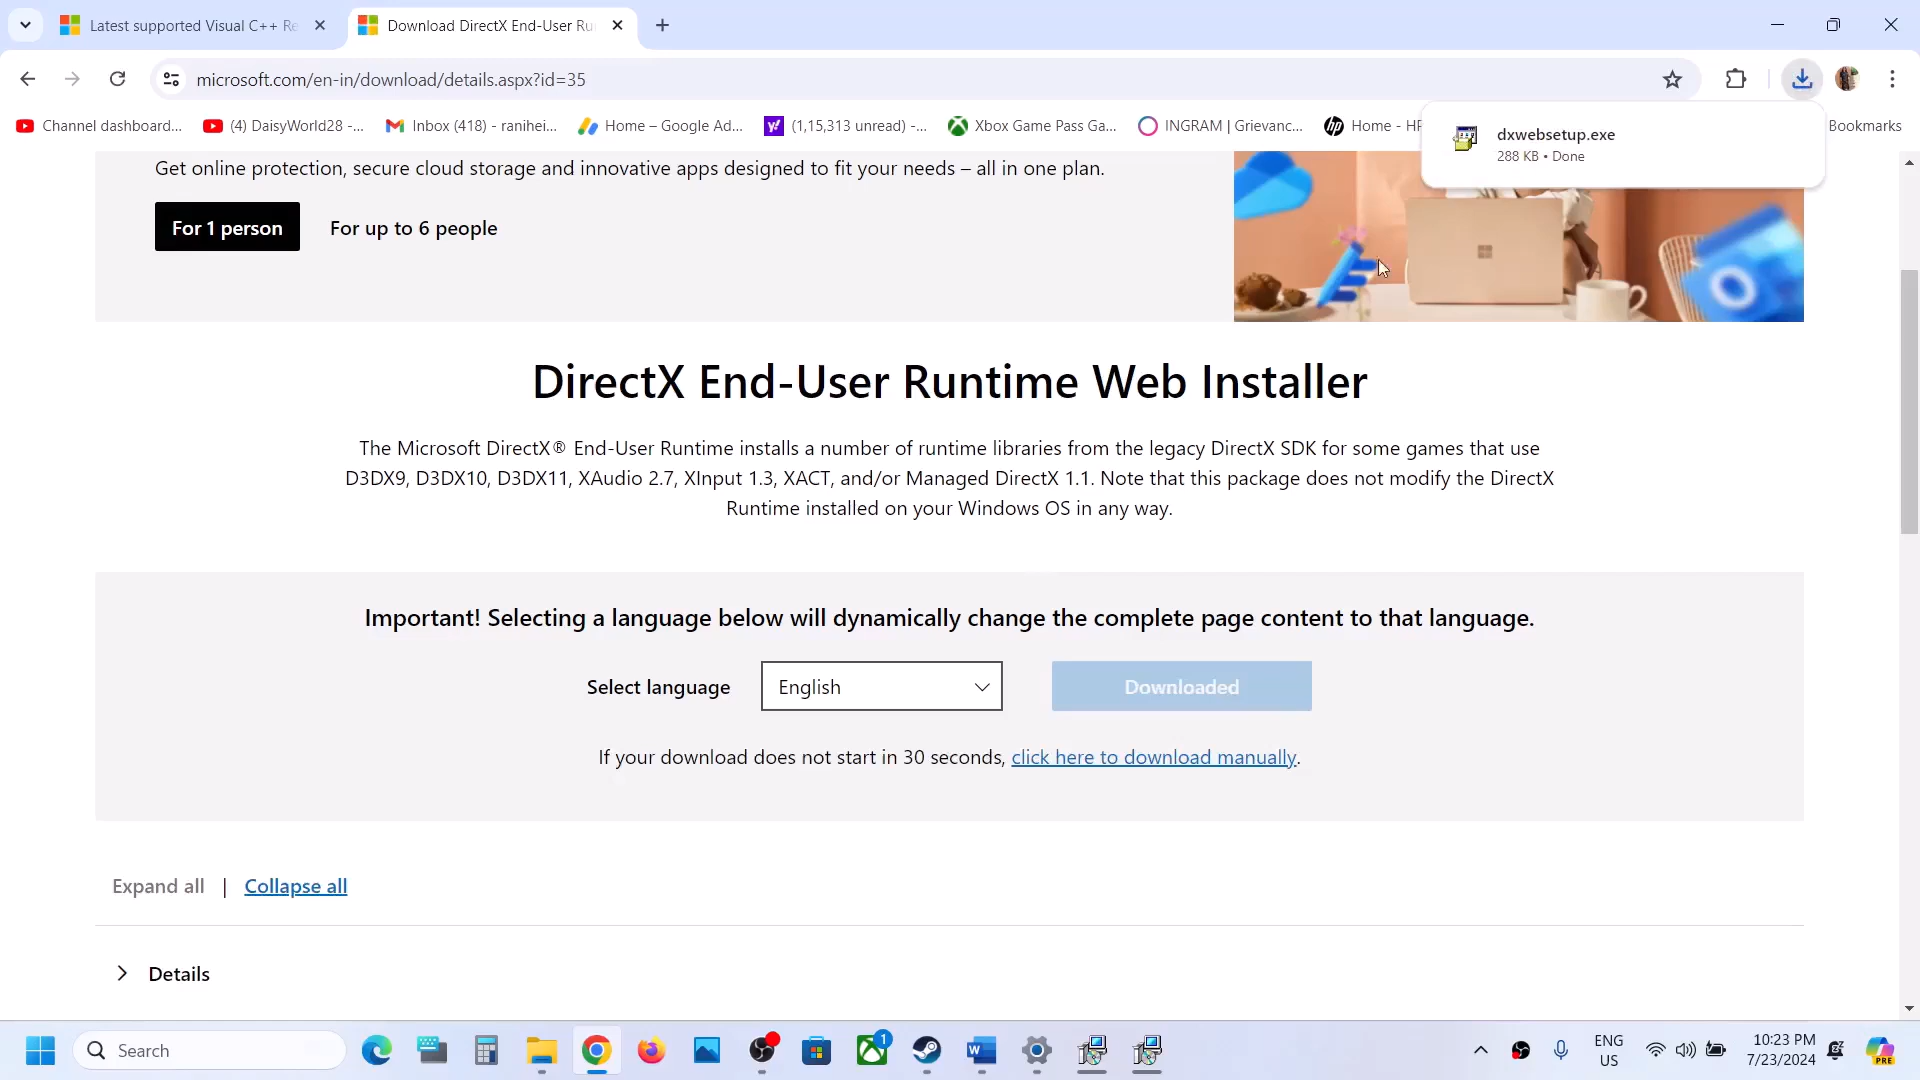 Latest supported Visual C++ Re
Download DirectX End-User Ru
microsoft.com/en-in/download/details.aspx?id=35
Channel dashboard...
(4) DaisyWorld28 -...
Inbox (418) - ranihei...
Home – Google Ad...
(1,15,313 unread) -...
Xbox Game Pass Ga...
INGRAM | Grievanc...
Home - HP
Bookmarks
dxwebsetup.exe
288 KB • Done
Get online protection, secure cloud storage and innovative apps designed to fit your needs – all in one plan.
For 1 person
For up to 6 people
DirectX End-User Runtime Web Installer
The Microsoft DirectX® End-User Runtime installs a number of runtime libraries from the legacy DirectX SDK for some games that use
D3DX9, D3DX10, D3DX11, XAudio 2.7, XInput 1.3, XACT, and/or Managed DirectX 1.1. Note that this package does not modify the DirectX
Runtime installed on your Windows OS in any way.
Important! Selecting a language below will dynamically change the complete page content to that language.
Select language
English
Downloaded
If your download does not start in 30 seconds, click here to download manually.
Expand all | Collapse all
Details
Search
1
ENG
US
10:23 PM
7/23/2024
PRE